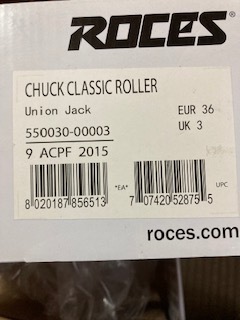 ROCES
CHUCK CLASSIC ROLLER
Union Jack EUR 36
550030-00003 UK 3
9 ACPF 2015
*EA* UPC
8 020187 856513 7 07420 52875 5
roces.com